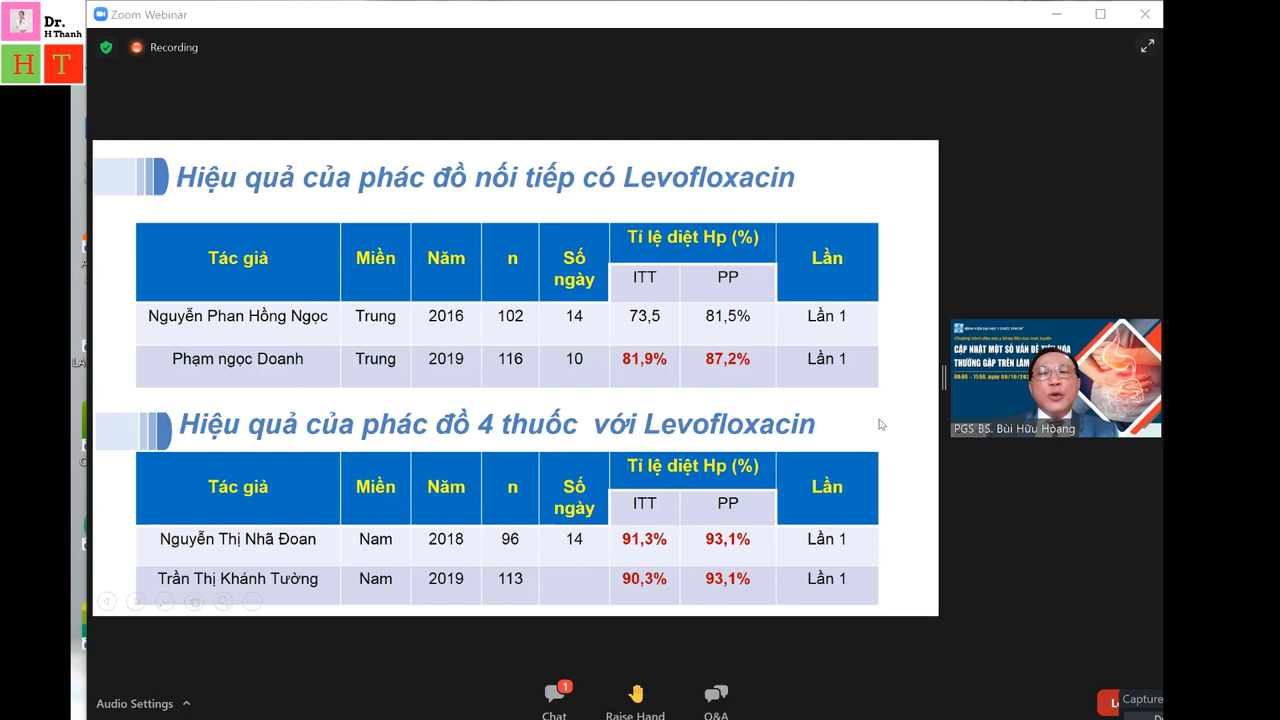 Dr.
H Thanh
H T
Zoom Webinar
Recording
Hiệu quả của phác đồ nối tiếp có Levofloxacin
Tác giả Miền Năm n Số ngày Tỉ lệ diệt Hp (%) Lần
ITT PP
Nguyễn Phan Hồng Ngọc Trung 2016 102 14 73,5 81,5% Lần 1
Phạm ngọc Doanh Trung 2019 116 10 81,9% 87,2% Lần 1
Hiệu quả của phác đồ 4 thuốc với Levofloxacin
Tác giả Miền Năm n Số ngày Tỉ lệ diệt Hp (%) Lần
ITT PP
Nguyễn Thị Nhã Đoan Nam 2018 96 14 91,3% 93,1% Lần 1
Trần Thị Khánh Tường Nam 2019 113 90,3% 93,1% Lần 1
CẬP NHẬT MỘT SỐ VẤN ĐỀ
THƯỜNG GẶP TRÊN LÂM
PGS BS. Bùi Hữu Hoàng
Audio Settings
1
Chat
Raise Hand
Q&A
Capture